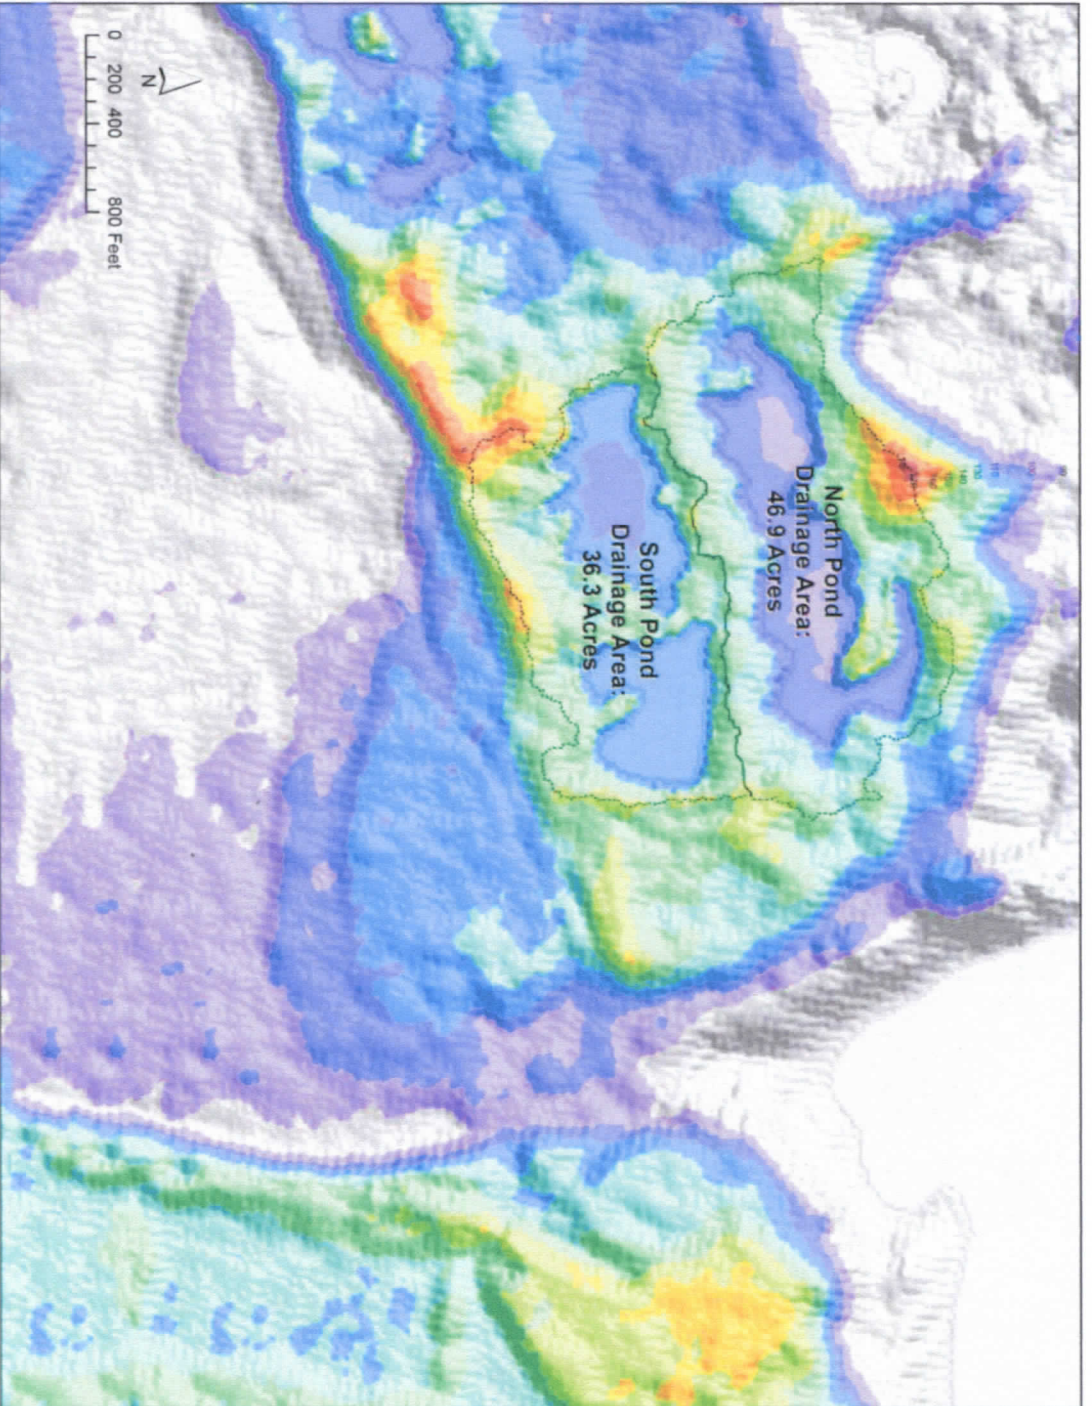 North Pond
Drainage Area:
46.9 Acres
South Pond
Drainage Area:
36.3 Acres
N
0 200 400 800 Feet